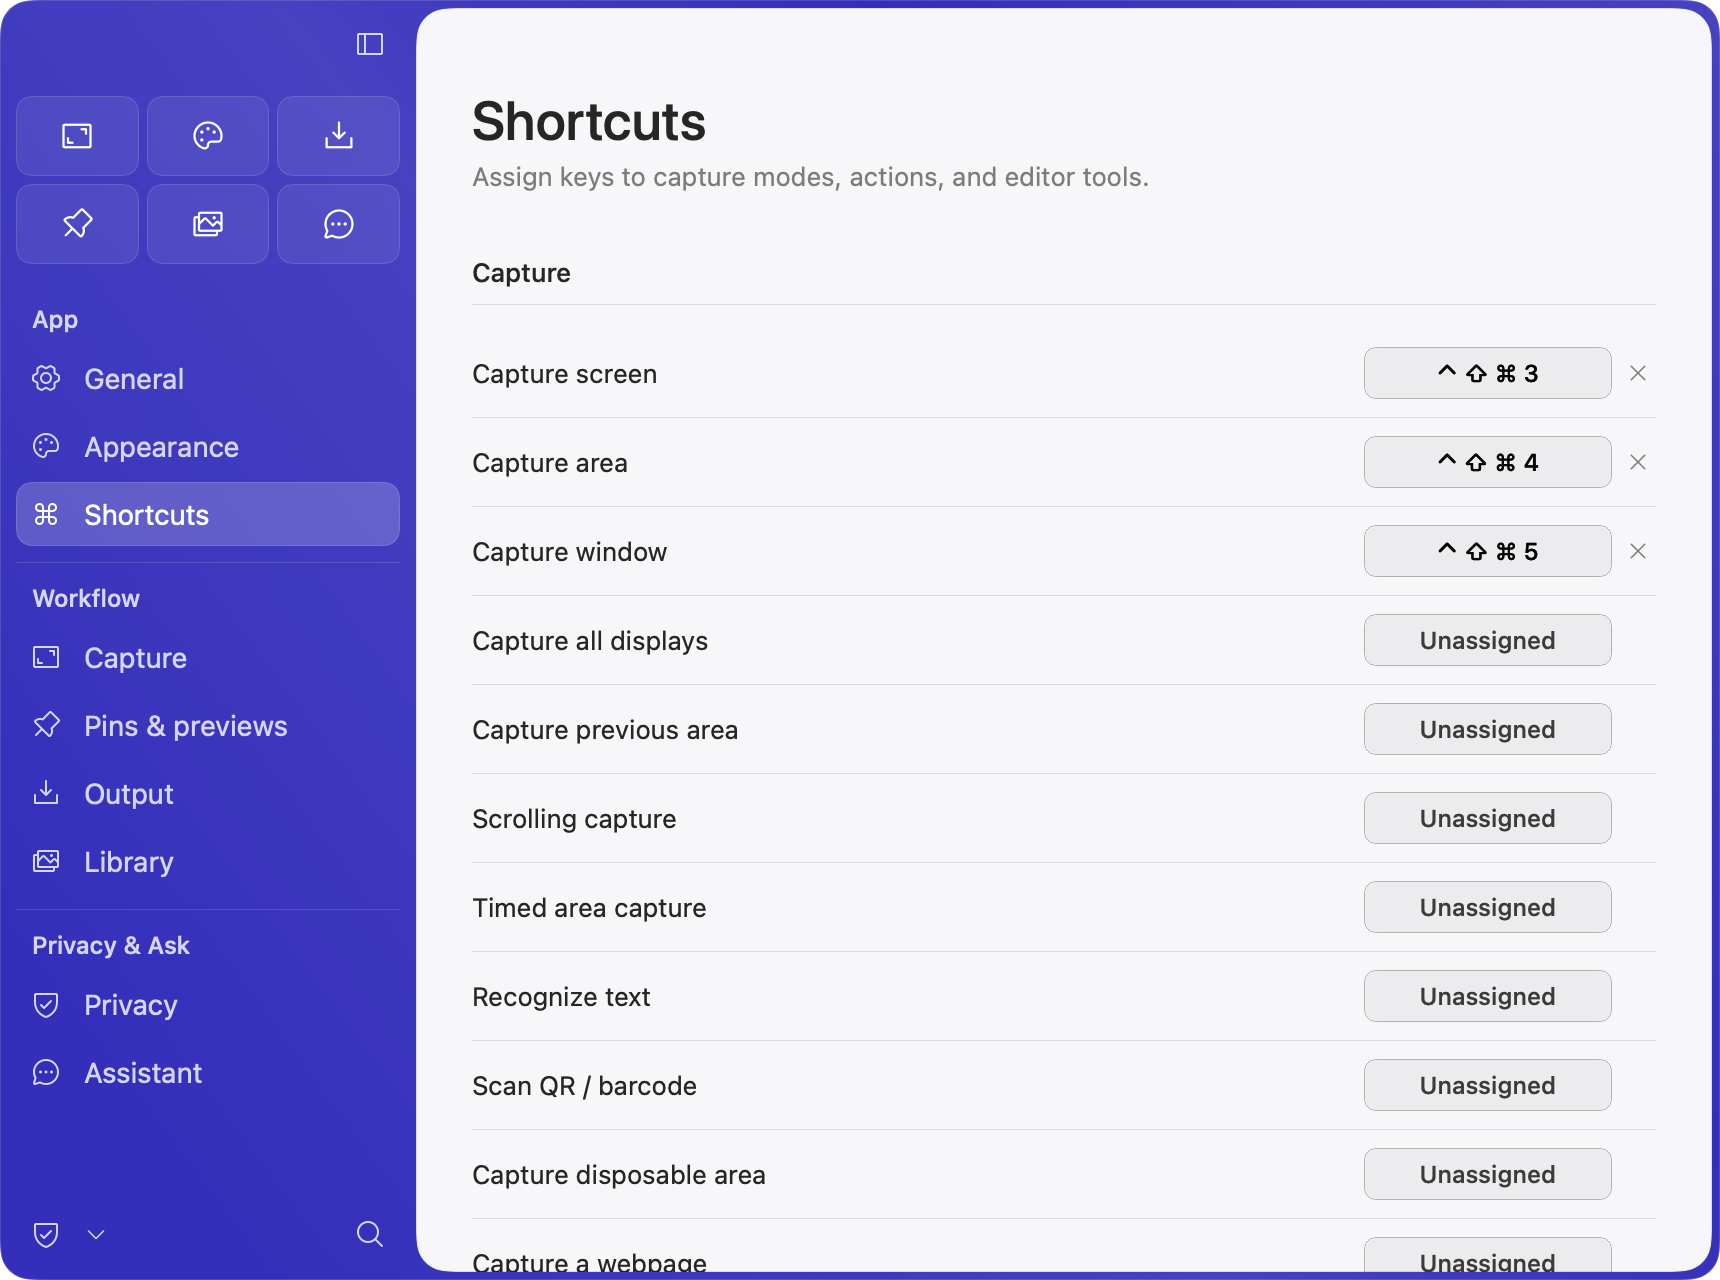 App
General
Appearance
Shortcuts
Workflow
Capture
Pins & previews
Output
Library
Privacy & Ask
Privacy
Assistant
Shortcuts
Assign keys to capture modes, actions, and editor tools.
Capture
Capture screen ⌃⇧⌘3
Capture area ⌃⇧⌘4
Capture window ⌃⇧⌘5
Capture all displays Unassigned
Capture previous area Unassigned
Scrolling capture Unassigned
Timed area capture Unassigned
Recognize text Unassigned
Scan QR / barcode Unassigned
Capture disposable area Unassigned
Capture a webpage Unassigned